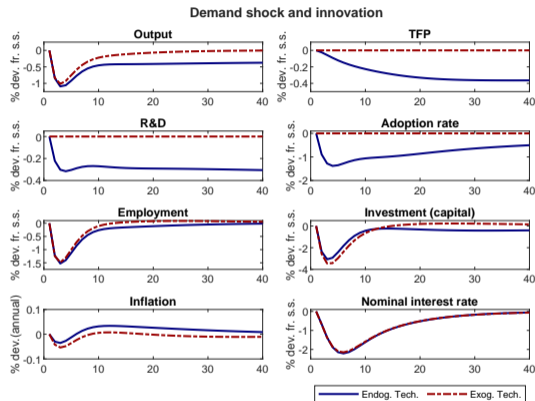 Demand shock and innovation
Output
% dev. fr. s.s.
0
-0.5
-1
0 10 20 30 40
TFP
% dev. fr. s.s.
0
-0.2
-0.4
0 10 20 30 40
R&D
% dev. fr. s.s.
0
-0.2
-0.4
0 10 20 30 40
Adoption rate
% dev. fr. s.s.
0
-1
-2
0 10 20 30 40
Employment
% dev. fr. s.s.
0
-0.5
-1
-1.5
0 10 20 30 40
Investment (capital)
% dev. fr. s.s.
0
-2
-4
0 10 20 30 40
Inflation
% dev.(annual)
0.1
0
-0.1
0 10 20 30 40
Nominal interest rate
% dev. fr. s.s.
0
-1
-2
0 10 20 30 40
Endog. Tech. Exog. Tech.